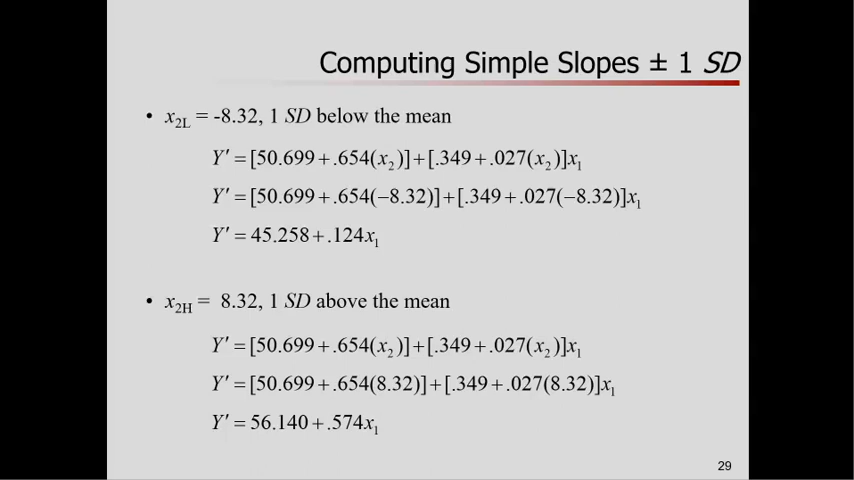 Computing Simple Slopes ± 1 SD
• x₂L = -8.32, 1 SD below the mean
Y′ = [50.699 + .654(x₂)] + [.349 + .027(x₂)]x₁
Y′ = [50.699 + .654(−8.32)] + [.349 + .027(−8.32)]x₁
Y′ = 45.258 + .124x₁
• x₂H = 8.32, 1 SD above the mean
Y′ = [50.699 + .654(x₂)] + [.349 + .027(x₂)]x₁
Y′ = [50.699 + .654(8.32)] + [.349 + .027(8.32)]x₁
Y′ = 56.140 + .574x₁
29